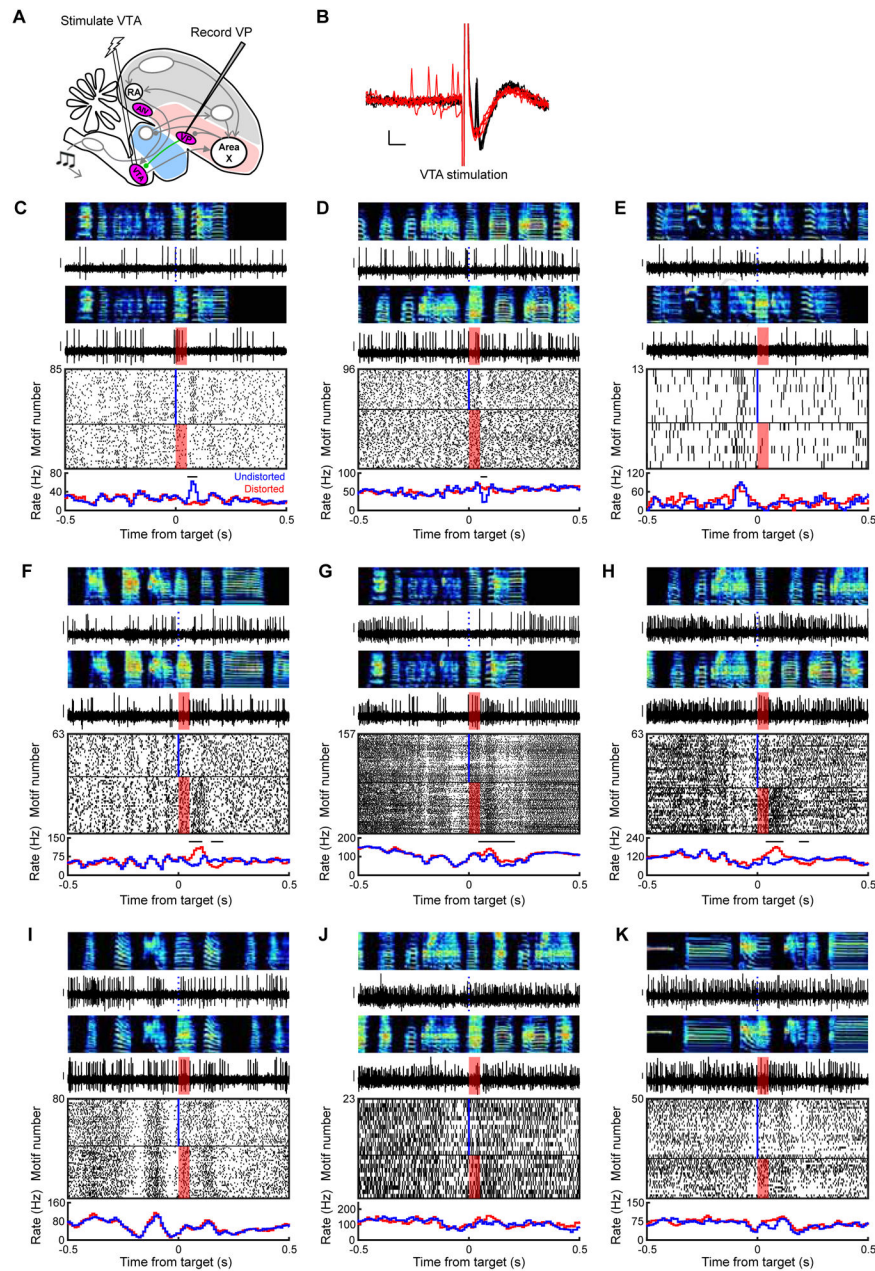 A
Stimulate VTA
Record VP
RA
AIV
VP
Area
X
VTA
B
VTA stimulation
C
85
Motif number
80
40
0
Rate (Hz)
Undistorted
Distorted
-0.5
0
0.5
Time from target (s)
D
96
Motif number
100
50
0
Rate (Hz)
-0.5
0
0.5
Time from target (s)
E
13
Motif number
120
60
0
Rate (Hz)
-0.5
0
0.5
Time from target (s)
F
63
Motif number
150
75
0
Rate (Hz)
-0.5
0
0.5
Time from target (s)
G
157
Motif number
200
100
0
Rate (Hz)
-0.5
0
0.5
Time from target (s)
H
63
Motif number
240
120
0
Rate (Hz)
-0.5
0
0.5
Time from target (s)
I
80
Motif number
160
80
0
Rate (Hz)
-0.5
0
0.5
Time from target (s)
J
23
Motif number
200
100
0
Rate (Hz)
-0.5
0
0.5
Time from target (s)
K
50
Motif number
150
75
0
Rate (Hz)
-0.5
0
0.5
Time from target (s)